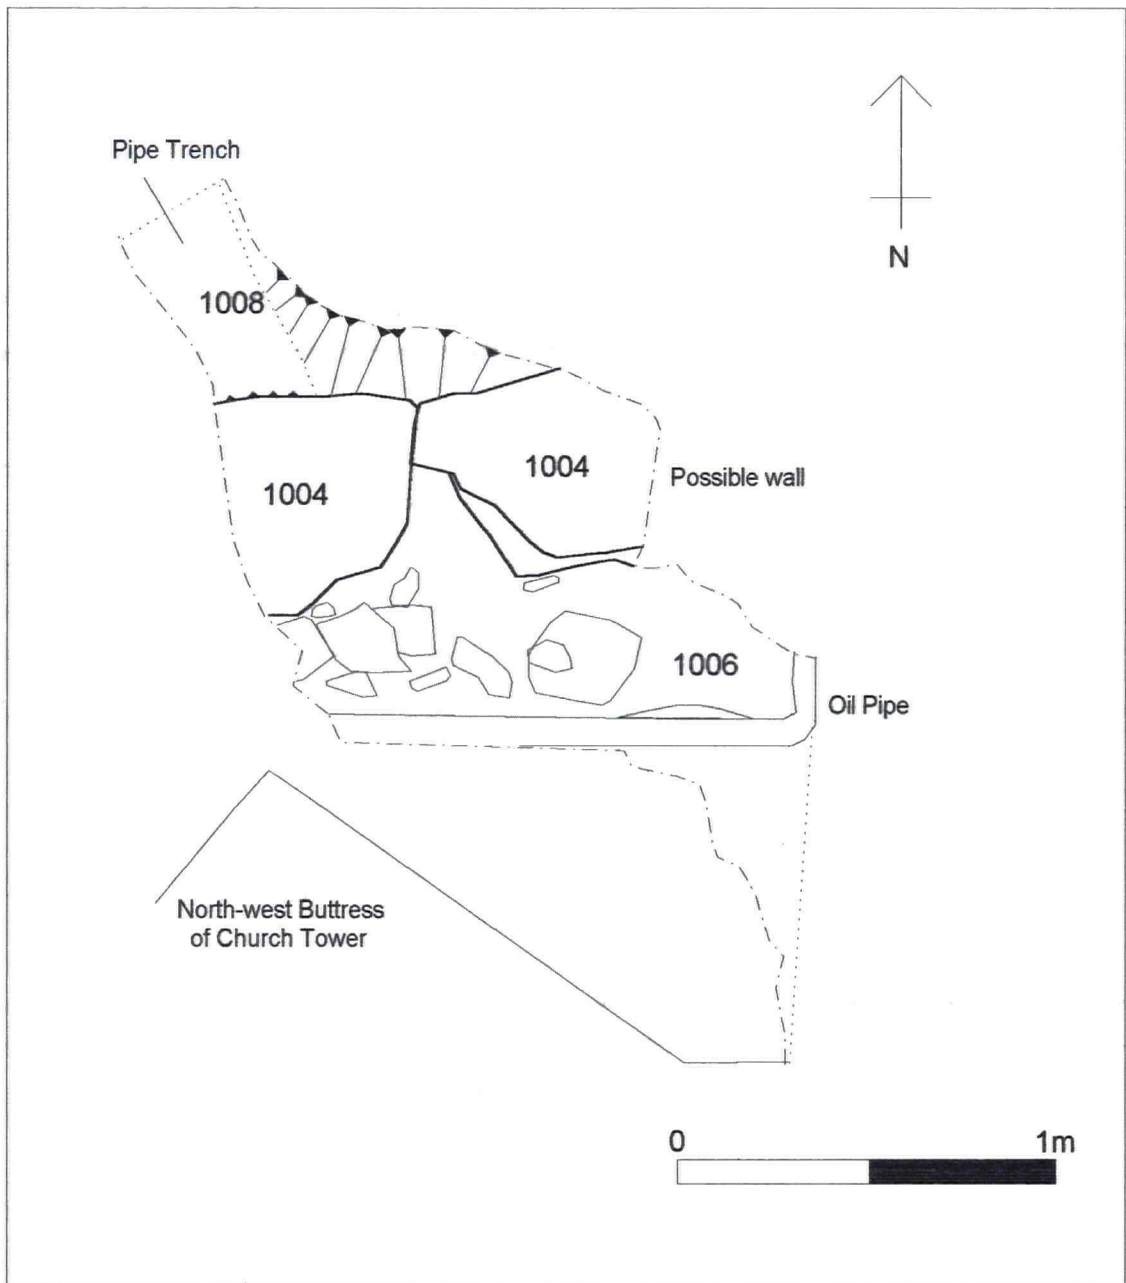 Pipe Trench
N
1008
1004
1004
Possible wall
1006
Oil Pipe
North-west Buttress
of Church Tower
0 1m